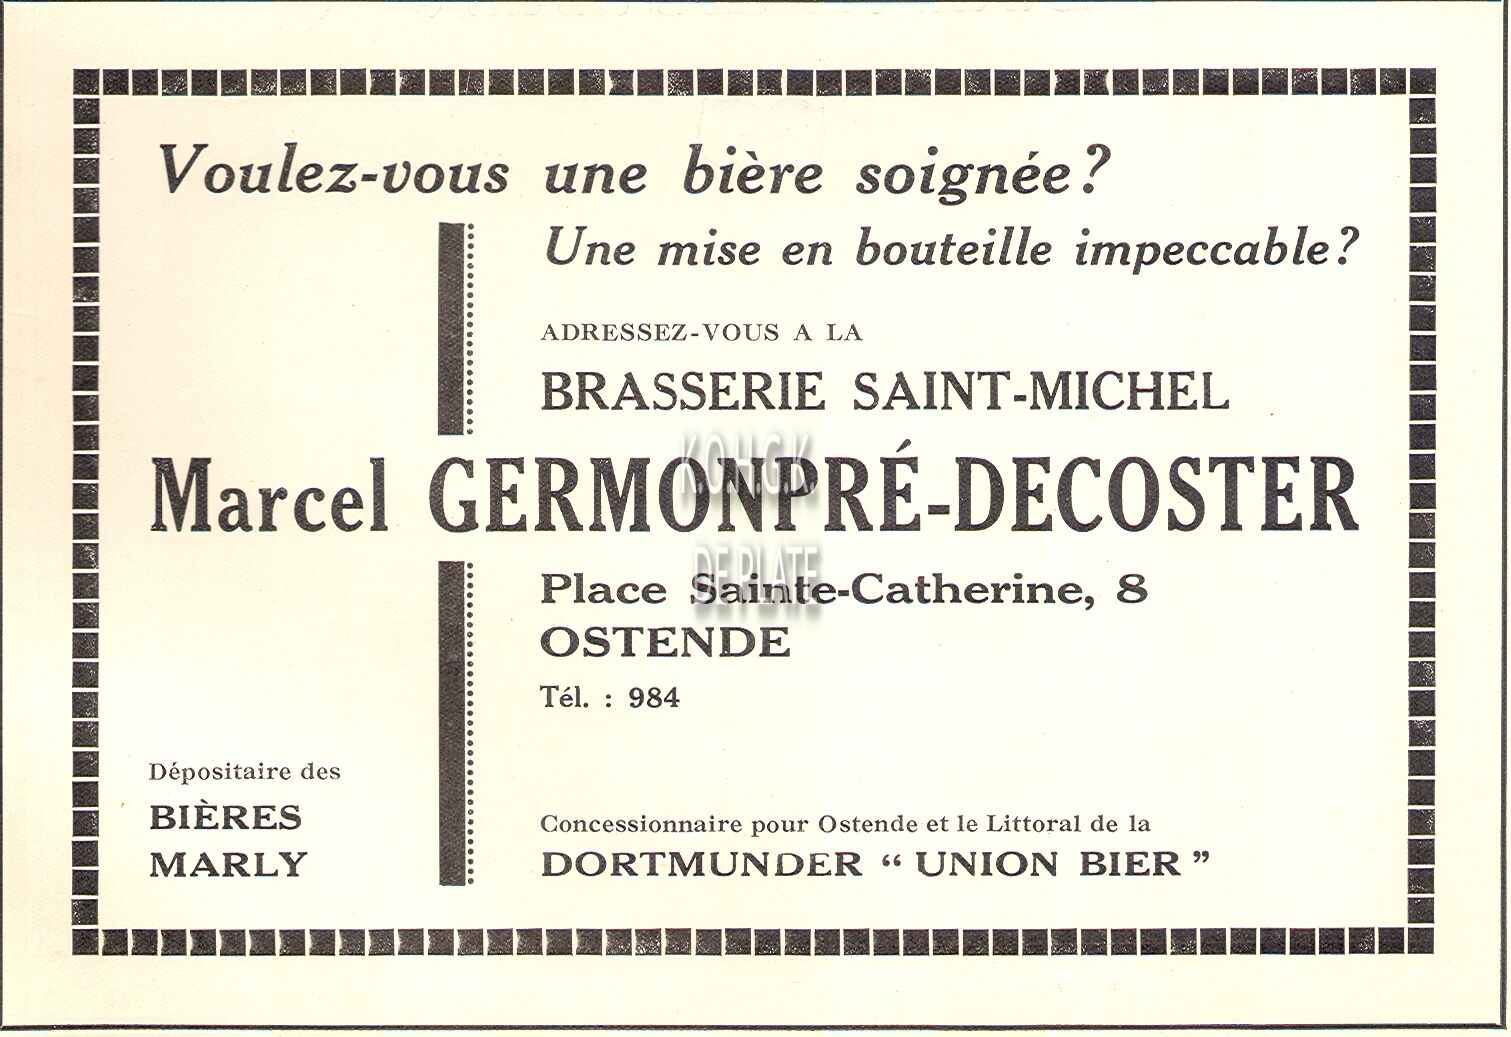 Voulez-vous une bière soignée ?
Une mise en bouteille impeccable ?
ADRESSEZ-VOUS A LA
BRASSERIE SAINT-MICHEL
Marcel GERMONPRÉ-DECOSTER
K.O.H.G.K.
DE PLATE
Place Sainte-Catherine, 8
OSTENDE
Tél. : 984
Dépositaire des
BIÈRES
MARLY
Concessionnaire pour Ostende et le Littoral de la
DORTMUNDER “ UNION BIER ”